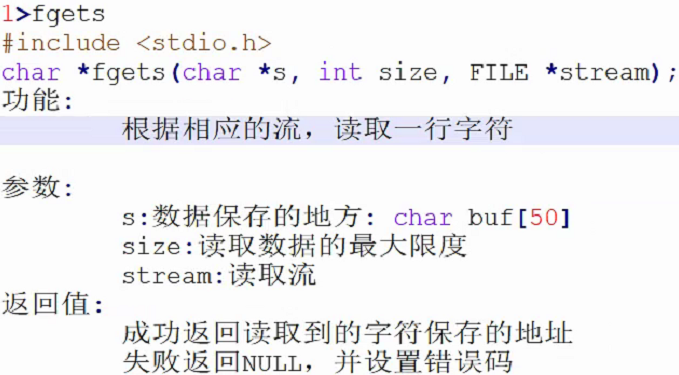 1>fgets
#include <stdio.h>
char *fgets(char *s, int size, FILE *stream);
功能:
根据相应的流，读取一行字符
参数:
s:数据保存的地方: char buf[50]
size:读取数据的最大限度
stream:读取流
返回值:
成功返回读取到的字符保存的地址
失败返回NULL，并设置错误码